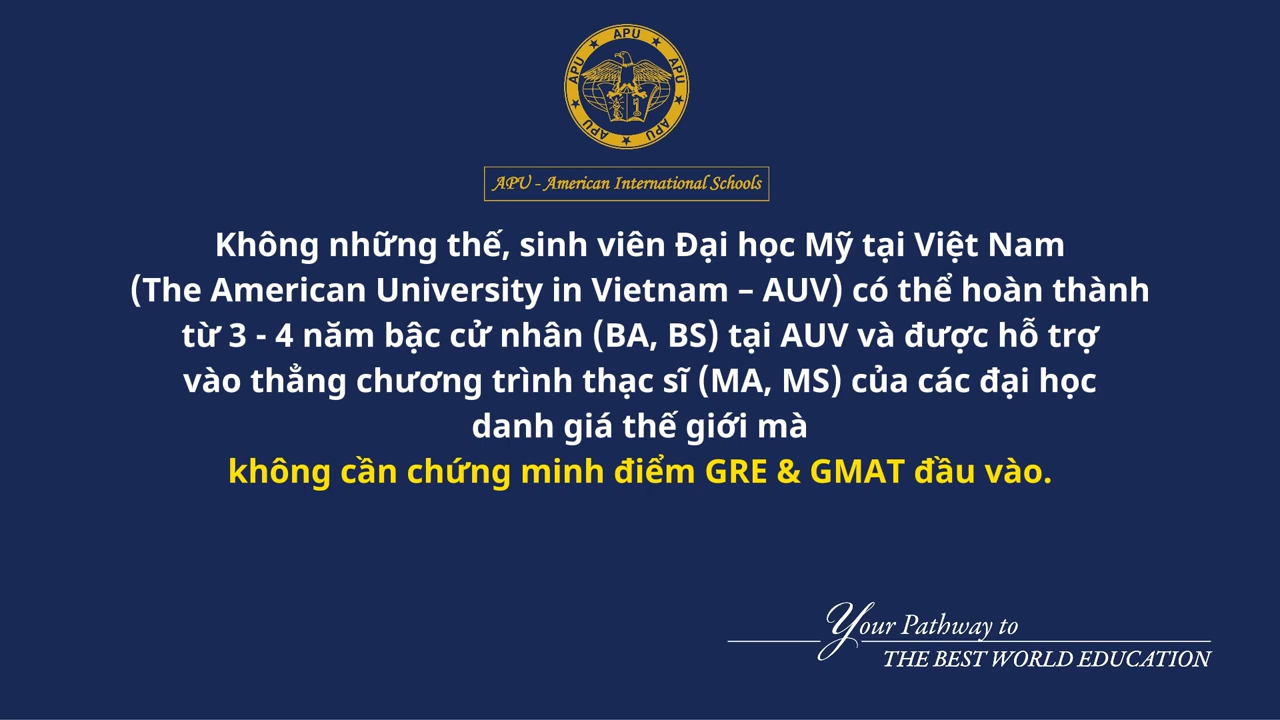 APU
APU
APU
APU
APU
APU - American International Schools
Không những thế, sinh viên Đại học Mỹ tại Việt Nam
(The American University in Vietnam – AUV) có thể hoàn thành
từ 3 - 4 năm bậc cử nhân (BA, BS) tại AUV và được hỗ trợ
vào thẳng chương trình thạc sĩ (MA, MS) của các đại học
danh giá thế giới mà
không cần chứng minh điểm GRE & GMAT đầu vào.
Your Pathway to
THE BEST WORLD EDUCATION